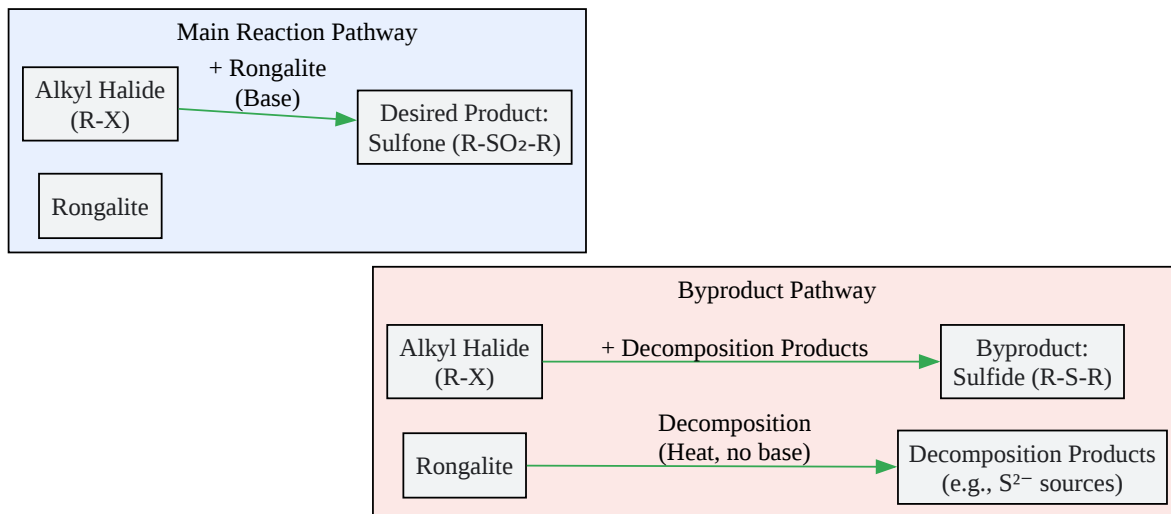 Main Reaction Pathway
Alkyl Halide
(R-X)
+ Rongalite
(Base)
Desired Product:
Sulfone (R-SO₂-R)
Rongalite
Byproduct Pathway
Alkyl Halide
(R-X)
+ Decomposition Products
Byproduct:
Sulfide (R-S-R)
Rongalite
Decomposition
(Heat, no base)
Decomposition Products
(e.g., S²⁻ sources)